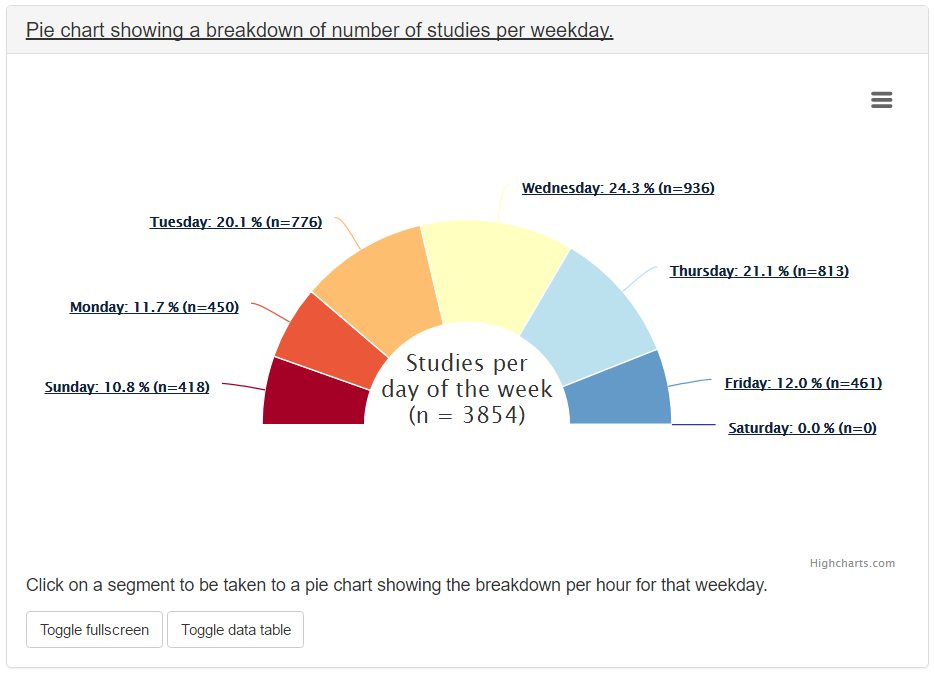 Pie chart showing a breakdown of number of studies per weekday.
Wednesday: 24.3 % (n=936)
Tuesday: 20.1 % (n=776)
Thursday: 21.1 % (n=813)
Monday: 11.7 % (n=450)
Studies per
day of the week
(n = 3854)
Sunday: 10.8 % (n=418)
Friday: 12.0 % (n=461)
Saturday: 0.0 % (n=0)
Highcharts.com
Click on a segment to be taken to a pie chart showing the breakdown per hour for that weekday.
Toggle fullscreen
Toggle data table